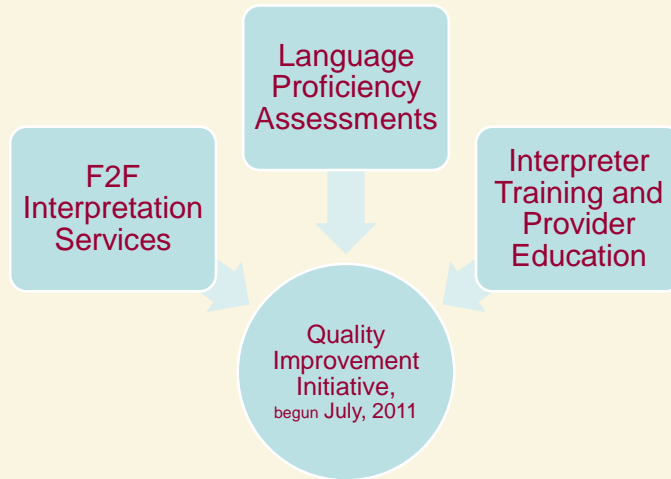 Language
Proficiency
Assessments
F2F
Interpretation
Services
Interpreter
Training and
Provider
Education
Quality
Improvement
Initiative,
begun July, 2011